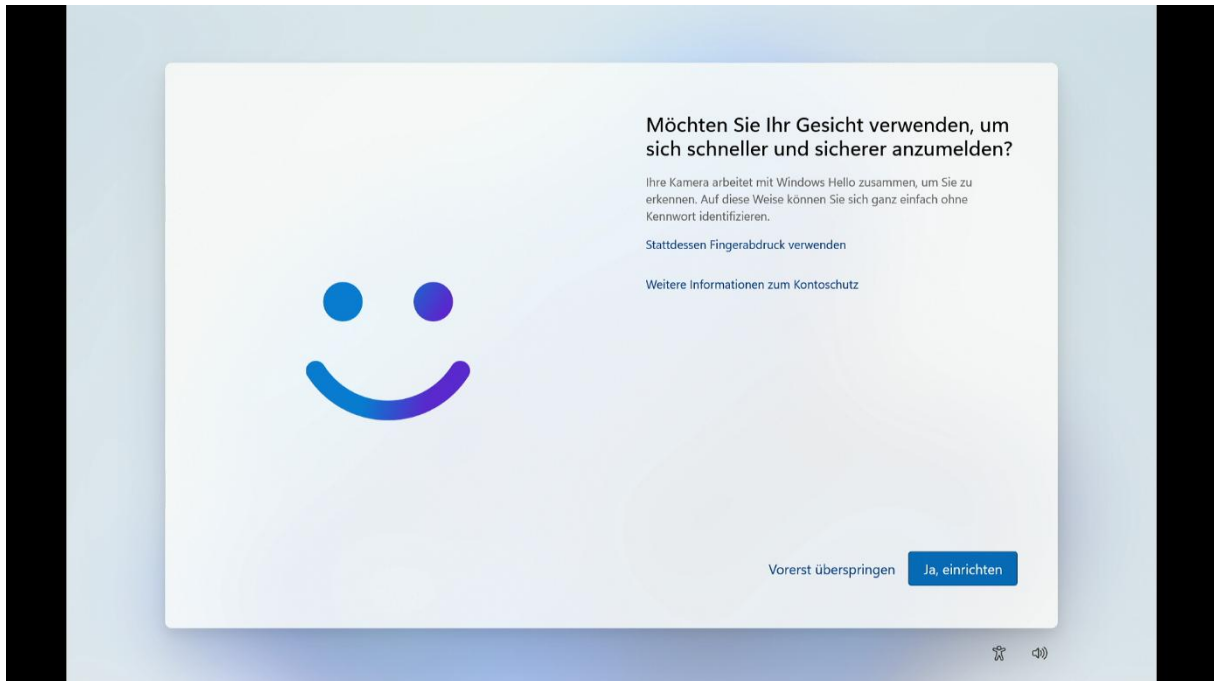 Möchten Sie Ihr Gesicht verwenden, um
sich schneller und sicherer anzumelden?
Ihre Kamera arbeitet mit Windows Hello zusammen, um Sie zu
erkennen. Auf diese Weise können Sie sich ganz einfach ohne
Kennwort identifizieren.
Stattdessen Fingerabdruck verwenden
Weitere Informationen zum Kontoschutz
Vorerst überspringen
Ja, einrichten